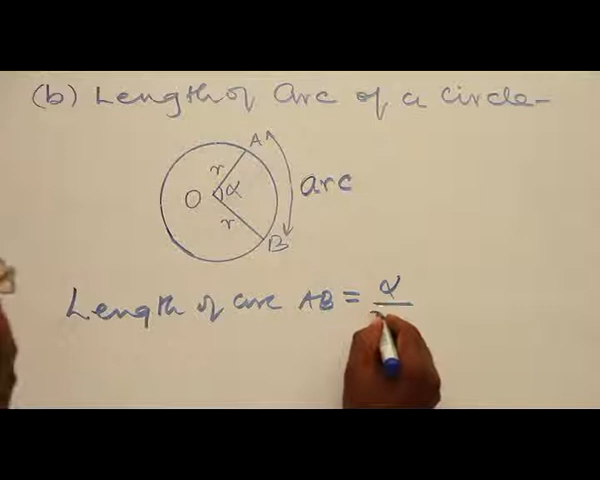 (b) Length of arc of a circle-
A
r
O α arc
r
B
Length of arc AB = α